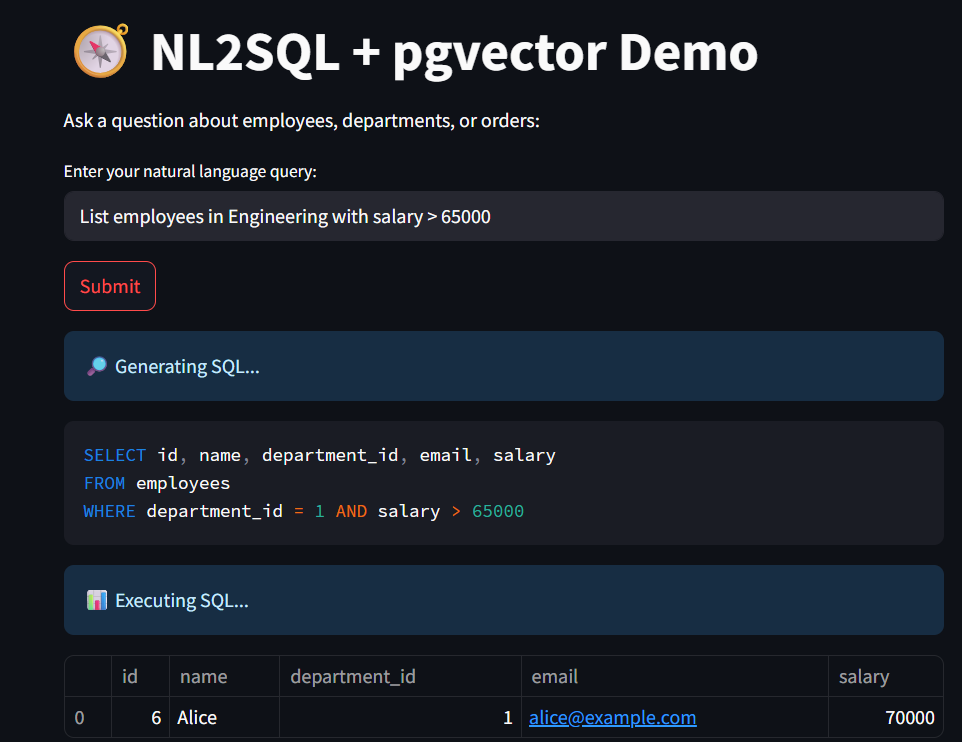 NL2SQL + pgvector Demo
Ask a question about employees, departments, or orders:
Enter your natural language query:
List employees in Engineering with salary > 65000
Submit
Generating SQL...
SELECT id, name, department_id, email, salary
FROM employees
WHERE department_id = 1 AND salary > 65000
Executing SQL...
id name department_id email salary
0 6 Alice 1 alice@example.com 70000